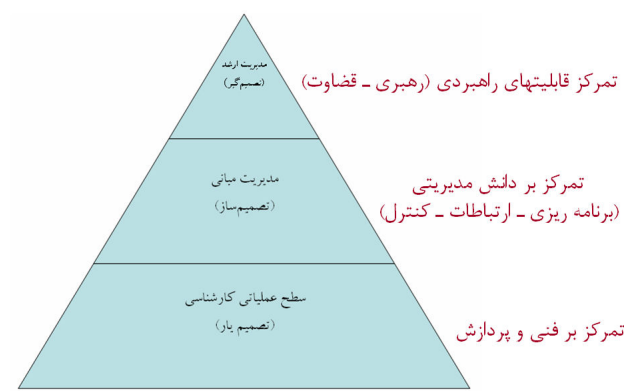 مدیریت ارشد
(تصمیم‌گیر)
تمرکز قابلیتهای راهبردی (رهبری ـ قضاوت)
مدیریت میانی
(تصمیم‌ساز)
تمرکز بر دانش مدیریتی
(برنامه ریزی ـ ارتباطات ـ کنترل)
سطح عملیاتی کارشناسی
(تصمیم یار)
تمرکز بر فنی و پردازش